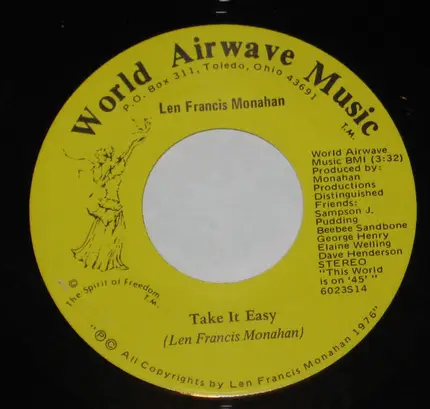 World Airwave Music
T.M.
P.O. Box 311, Toledo, Ohio 43691
Len Francis Monahan
World Airwave
Music BMI (3:32)
Produced by:
Monahan
Productions
Distinguished
Friends:
Sampson J.
Pudding
Beebee Sandbone
George Henry
Elaine Welling
Dave Henderson
STEREO
"This World
is on '45' "
6023S14
©
The Spirit of Freedom
T.M.
Take It Easy
(Len Francis Monahan)
"℗© All Copyrights by Len Francis Monahan 1976"